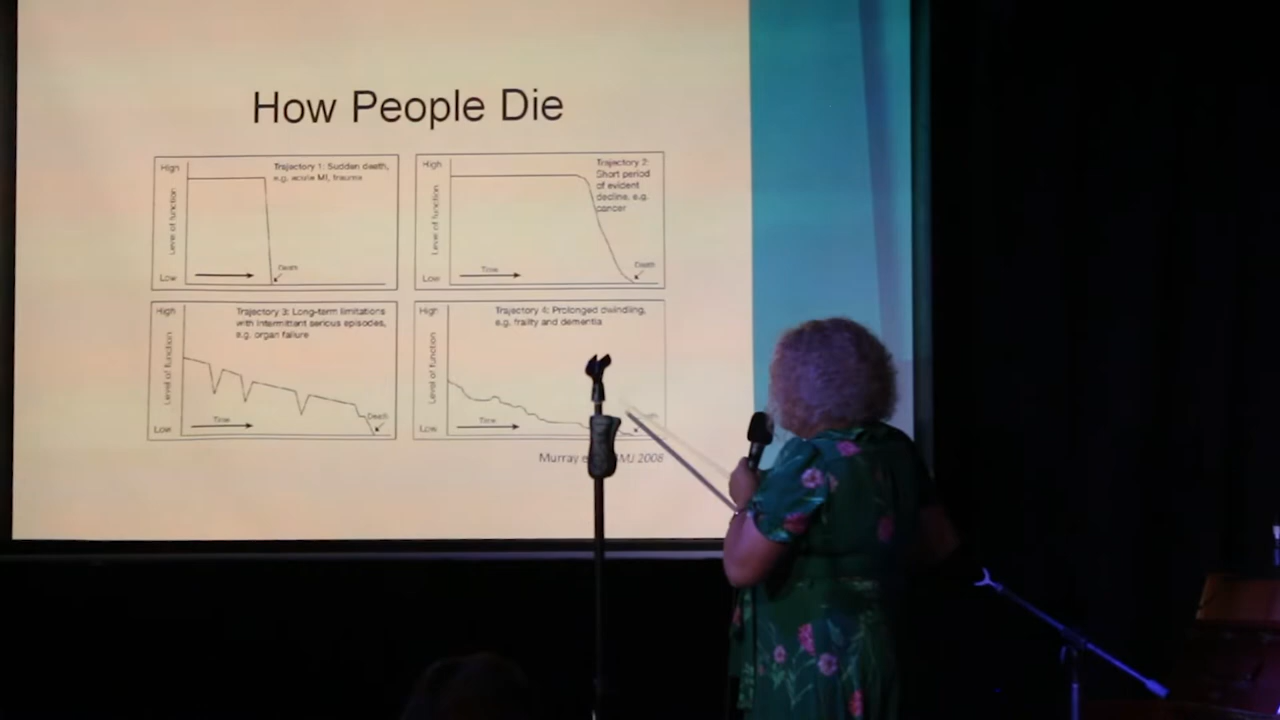 How People Die
High
Trajectory 1: Sudden death,
e.g. acute MI, trauma
Level of function
Low
Death
High
Trajectory 2:
Short period
of evident
decline, e.g.
cancer
Level of function
Time
Low
Death
High
Trajectory 3: Long-term limitations
with intermittent serious episodes,
e.g. organ failure
Level of function
Time
Low
Death
High
Trajectory 4: Prolonged dwindling,
e.g. frailty and dementia
Level of function
Time
Low
Murray e MJ 2008